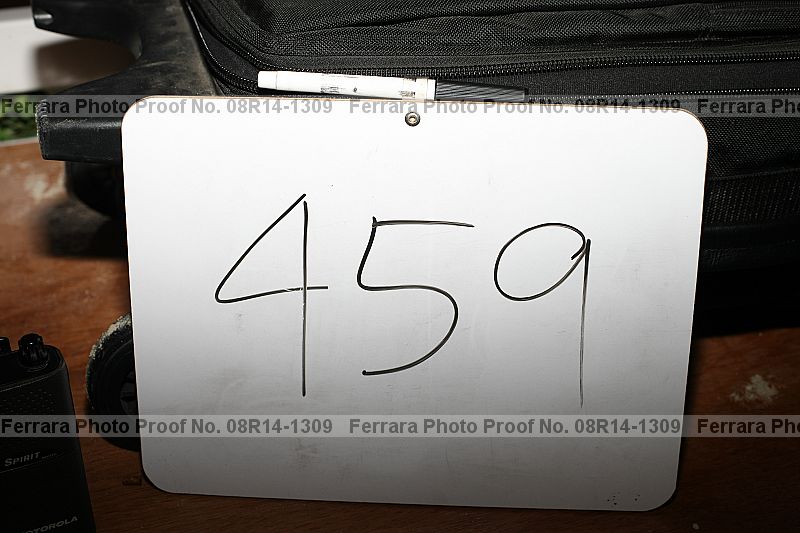 Ferrara Photo Proof No. 08R14-1309 Ferrara Photo Proof No. 08R14-1309 Ferrara Pho
459
Ferrara Photo Proof No. 08R14-1309 Ferrara Photo Proof No. 08R14-1309 Ferrara Pho
SPIRIT
MOTOROLA